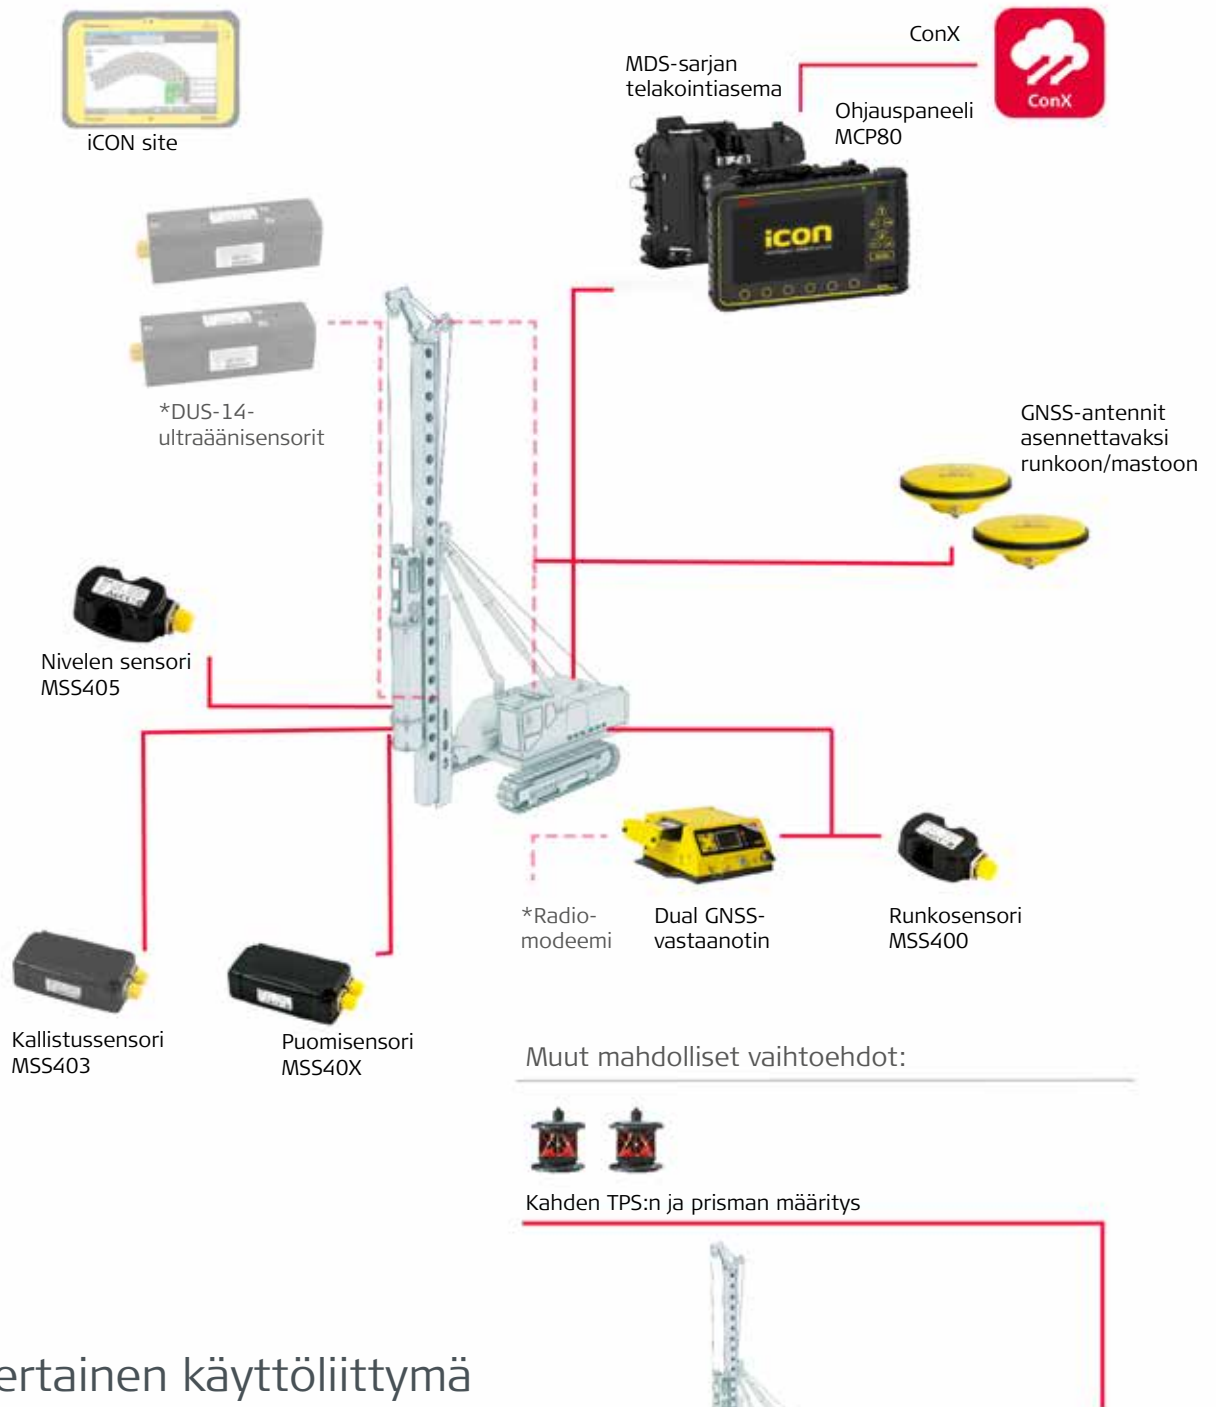 ConX
MDS-sarjan
telakointiasema
ConX
Ohjauspaneeli
MCP80
iCON site
iCON
*DUS-14-
ultraäänisensorit
GNSS-antennit
asennettavaksi
runkoon/mastoon
Nivelen sensori
MSS405
*Radio-
modeemi
Dual GNSS-
vastaanotin
Runkosensori
MSS400
Kallistussensori
MSS403
Puomisensori
MSS40X
Muut mahdolliset vaihtoehdot:
Kahden TPS:n ja prisman määritys
ertainen käyttöliittymä